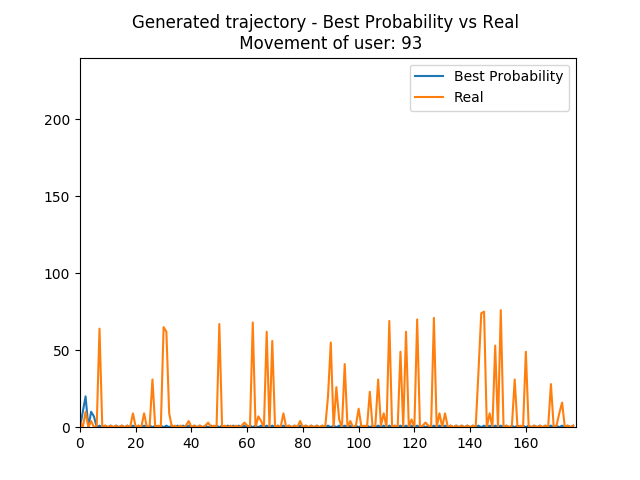 Generated trajectory - Best Probability vs Real
Movement of user: 93
Best Probability
Real
200
150
100
50
0
0 20 40 60 80 100 120 140 160